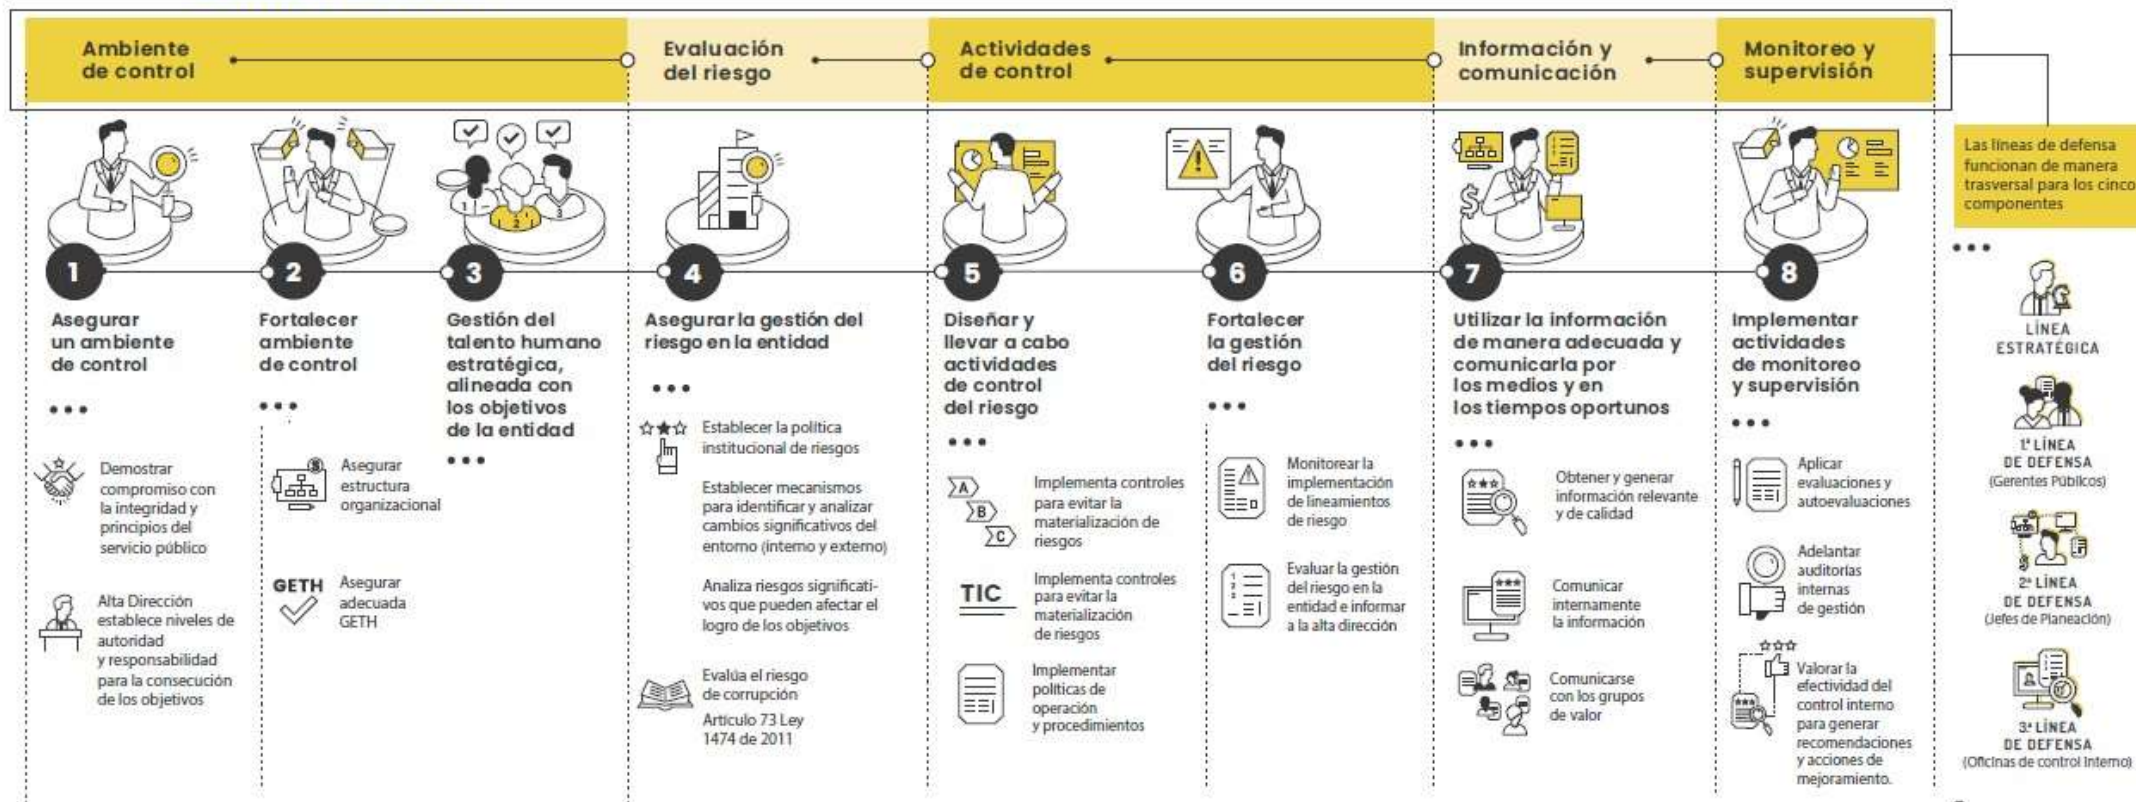 Ambiente
de control
Evaluación
del riesgo
Actividades
de control
Información y
comunicación
Monitoreo y
supervisión
Las líneas de defensa
funcionan de manera
trasversal para los cinco
componentes
1
Asegurar
un ambiente
de control
Demostrar
compromiso con
la integridad y
principios del
servicio público
Alta Dirección
establece niveles de
autoridad
y responsabilidad
para la consecución
de los objetivos
2
Fortalecer
ambiente
de control
Asegurar
estructura
organizacional
GETH
Asegurar
adecuada
GETH
1
2
3
3
Gestión del
talento humano
estratégica,
alineada con
los objetivos
de la entidad
4
Asegurar la gestión del
riesgo en la entidad
Establecer la política
institucional de riesgos
Establecer mecanismos
para identificar y analizar
cambios significativos del
entorno (interno y externo)
Analiza riesgos significati-
vos que pueden afectar el
logro de los objetivos
Evalúa el riesgo
de corrupción
Artículo 73 Ley
1474 de 2011
5
Diseñar y
llevar a cabo
actividades
de control
del riesgo
A
B
C
Implementa controles
para evitar la
materialización de
riesgos
TIC
Implementa controles
para evitar la
materialización
de riesgos
Implementar
políticas de
operación
y procedimientos
6
Fortalecer
la gestión
del riesgo
Monitorear la
implementación
de lineamientos
de riesgo
Evaluar la gestión
del riesgo en la
entidad e informar
a la alta dirección
$
7
Utilizar la información
de manera adecuada y
comunicarla por
los medios y en
los tiempos oportunos
Obtener y generar
información relevante
y de calidad
Comunicar
internamente
la información
Comunicarse
con los grupos
de valor
8
Implementar
actividades
de monitoreo
y supervisión
Aplicar
evaluaciones y
autoevaluaciones
Adelantar
auditorías
internas
de gestión
Valorar la
efectividad del
control interno
para generar
recomendaciones
y acciones de
mejoramiento.
LÍNEA
ESTRATÉGICA
1ª LÍNEA
DE DEFENSA
(Gerentes Públicos)
2ª LÍNEA
DE DEFENSA
(Jefes de Planeación)
3ª LÍNEA
DE DEFENSA
(Oficinas de control Interno)